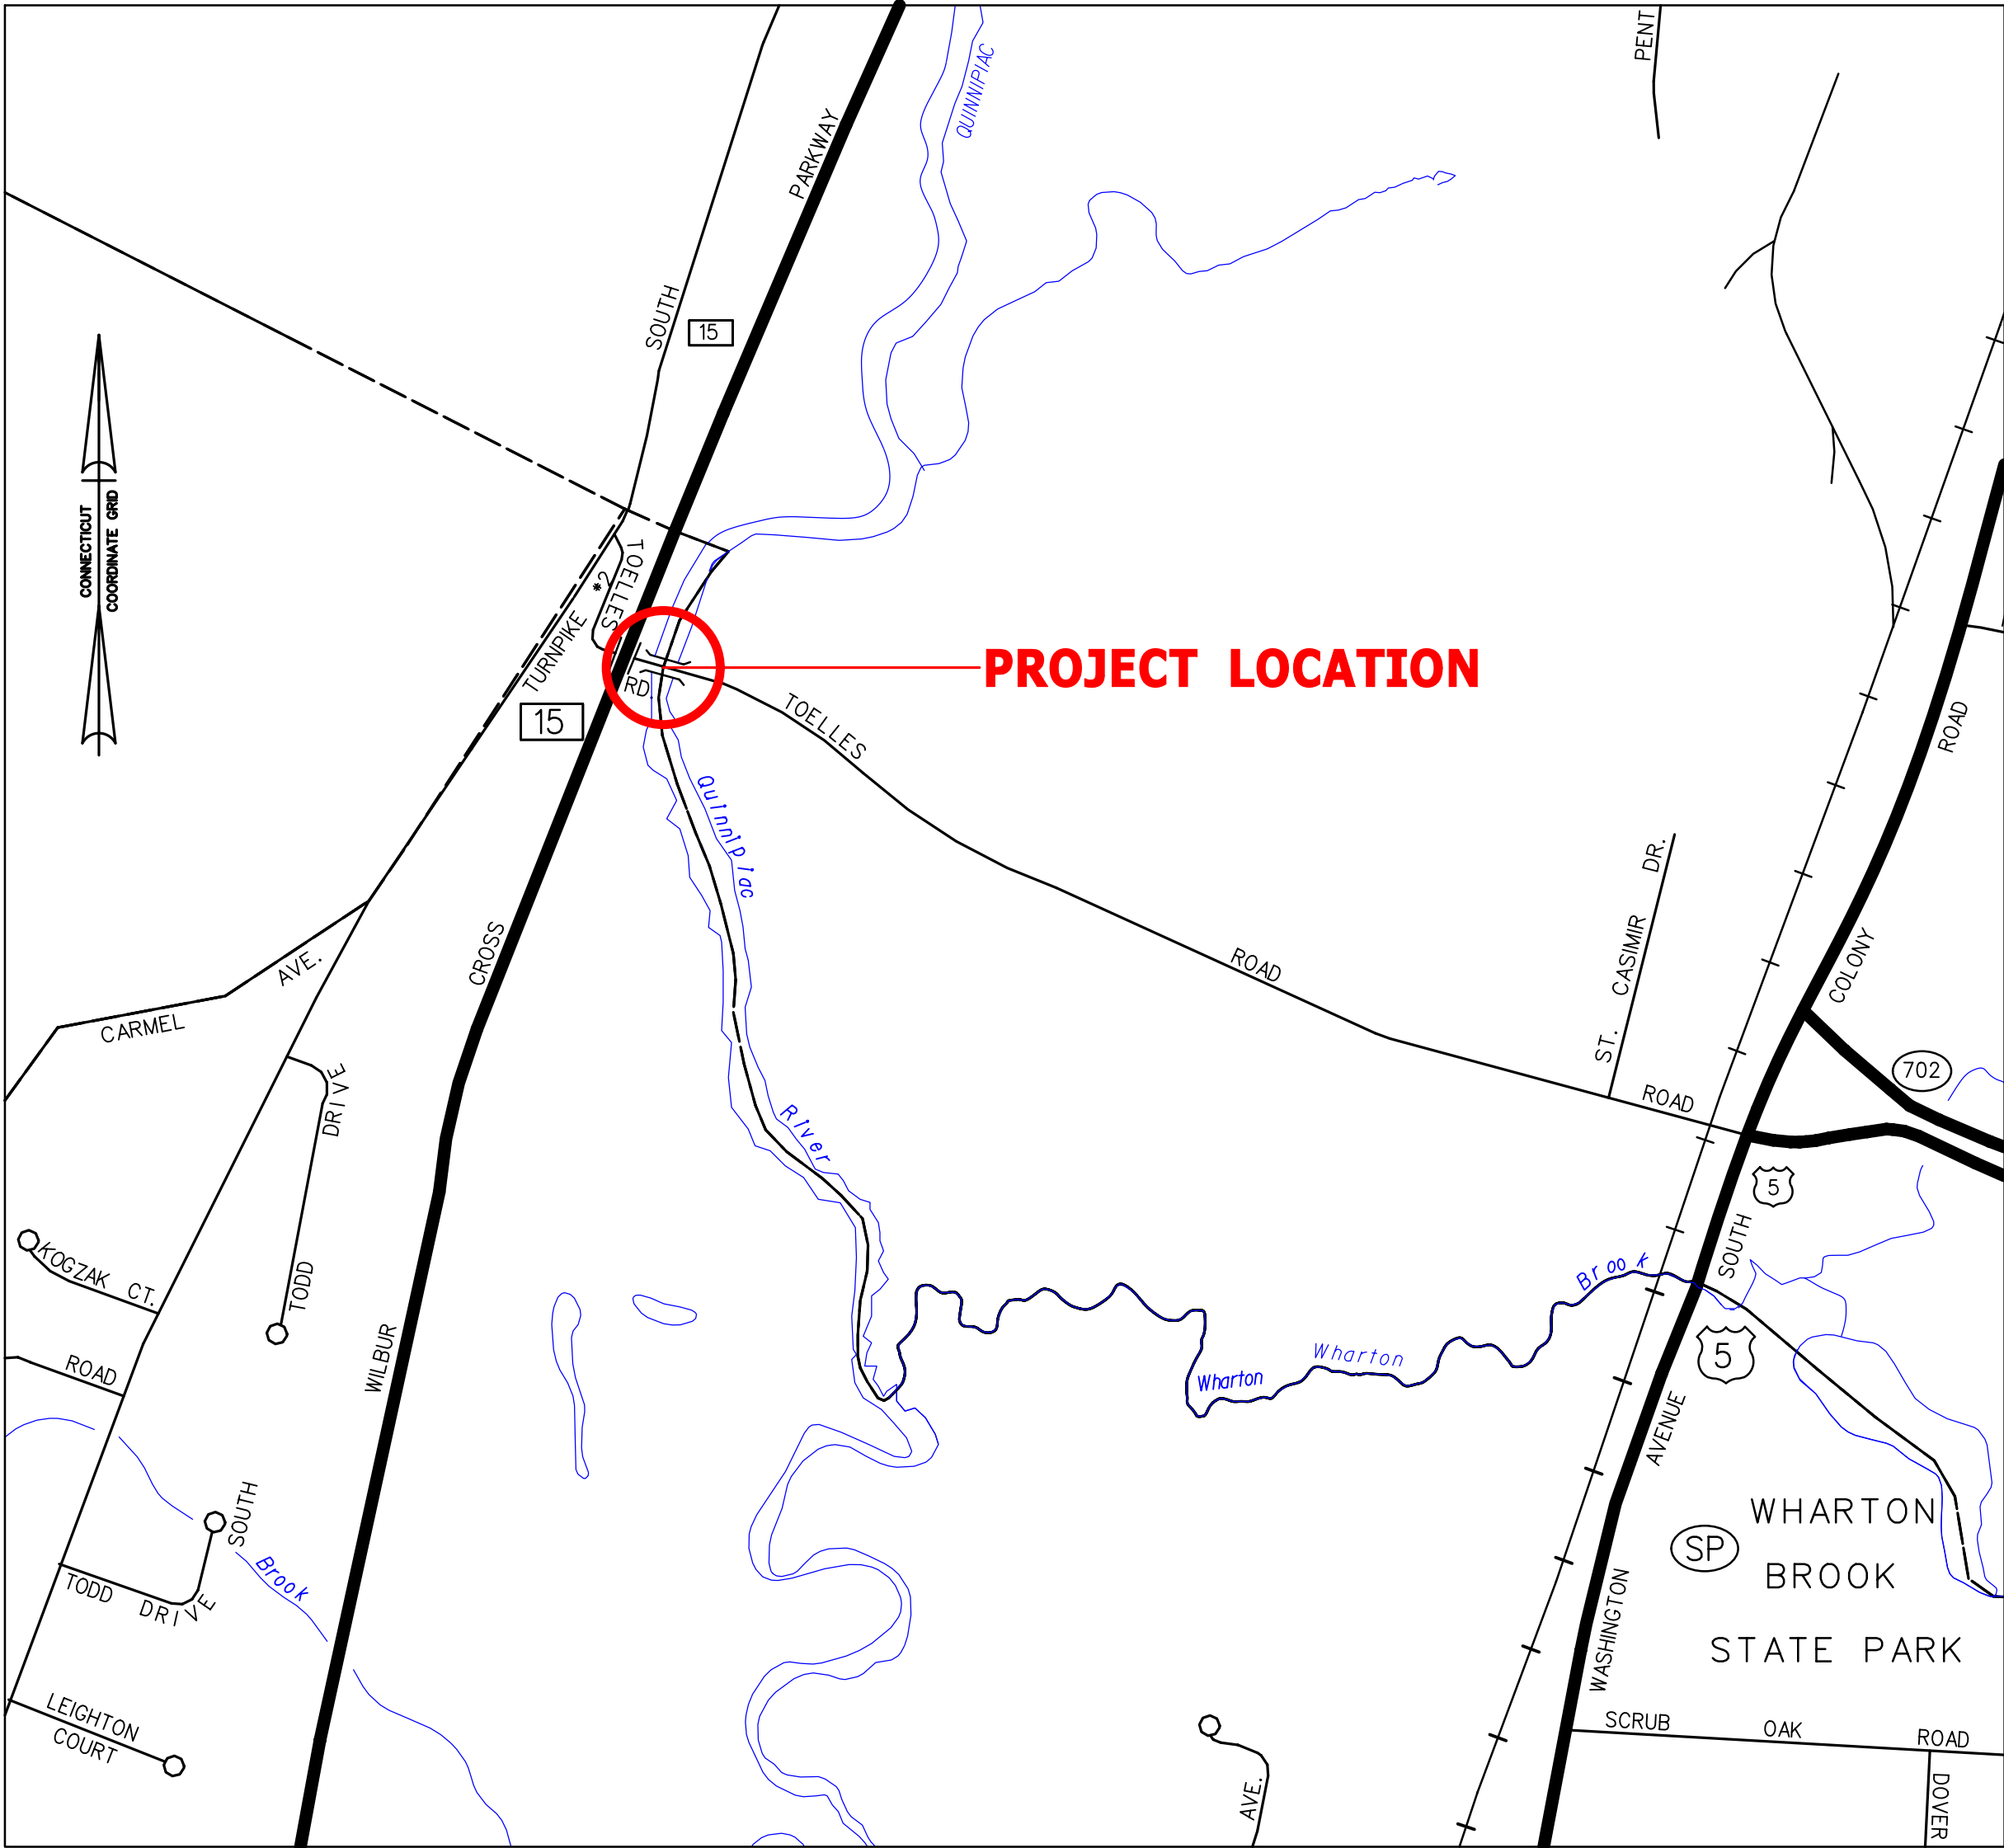 PENT
QUINNIPIAC
PARKWAY
SOUTH
15
CONNECTICUT
COORDINATE GRID
TOELLES
#2
TURNPIKE
RD.
15
PROJECT LOCATION
TOELLES
ROAD
Quinnipiac
DR.
CASIMIR
ST.
ROAD
COLONY
CROSS
AVE.
CARMEL
702
DRIVE
ROAD
River
5
SOUTH
KOGZAK CT.
TODD
Brook
Wharton
Wharton
5
WILBUR
ROAD
AVENUE
SOUTH
WHARTON
BROOK
STATE PARK
SP
Brook
TODD DRIVE
WASHINGTON
LEIGHTON
COURT
SCRUB OAK ROAD
AVE.
DOVER